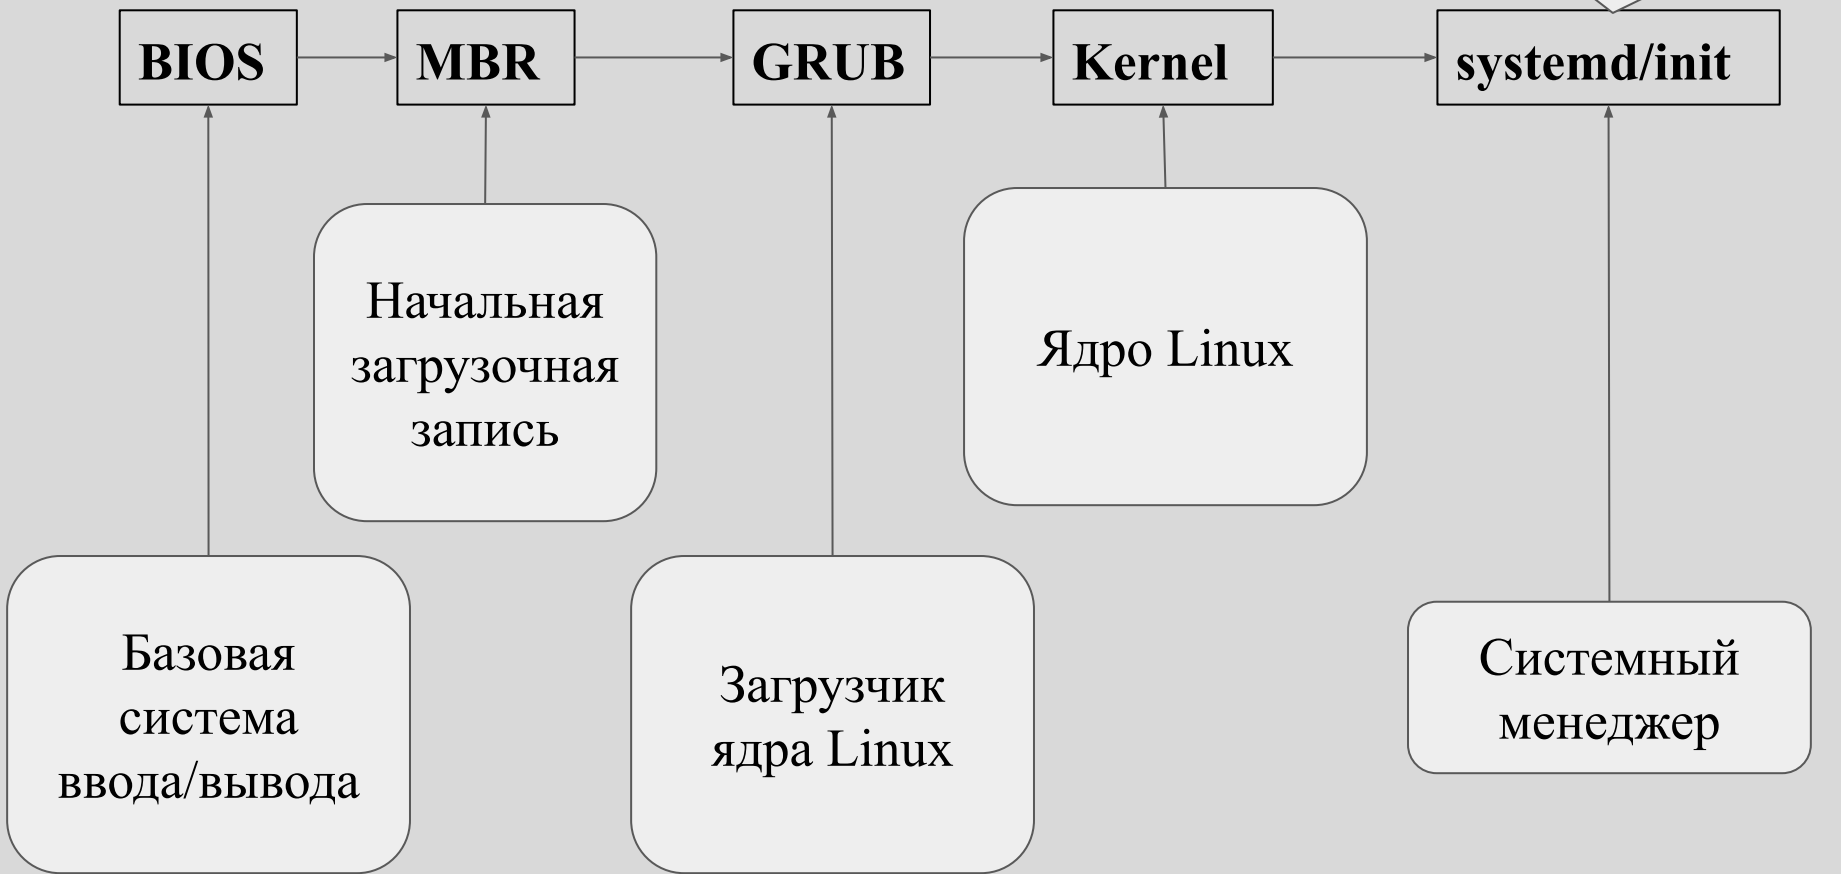 BIOS
MBR
GRUB
Kernel
systemd/init
Начальная
загрузочная
запись
Ядро Linux
Базовая
система
ввода/вывода
Загрузчик
ядра Linux
Системный
менеджер